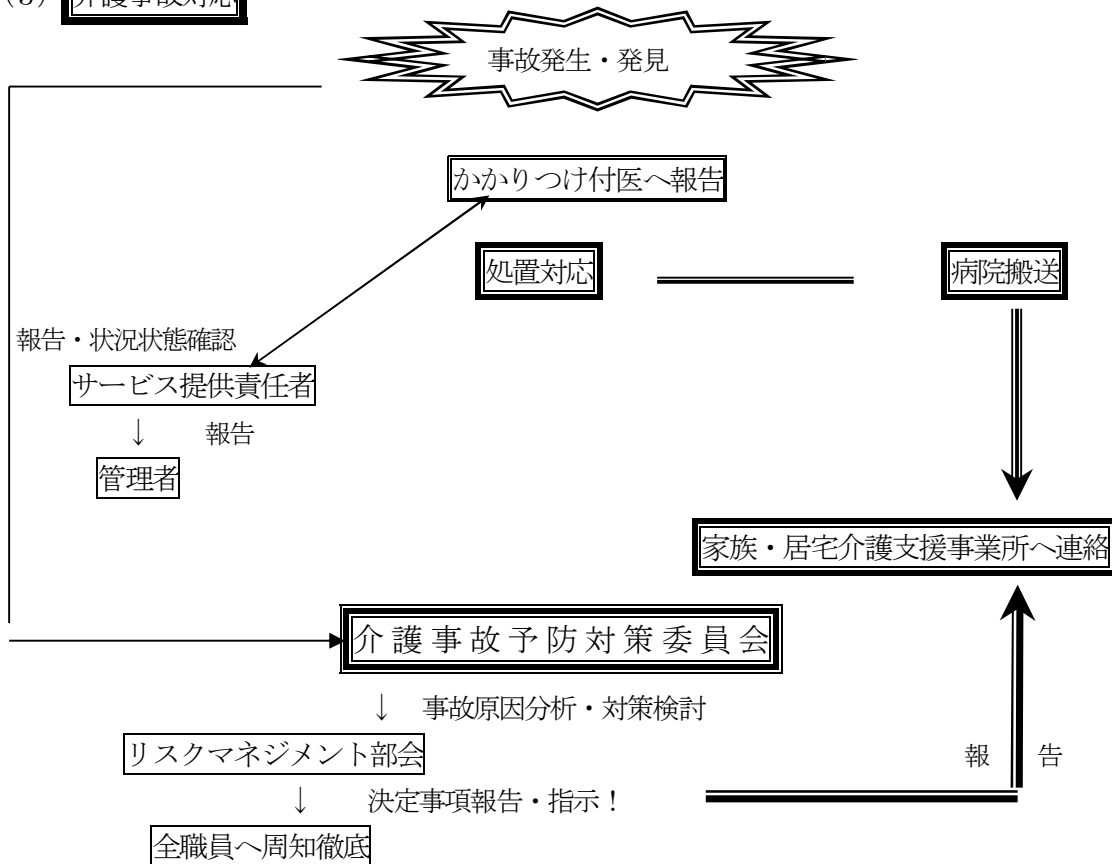 (3) 介護事故対応
事故発生・発見
かかりつけ付医へ報告
処置対応
病院搬送
報告・状況状態確認
サービス提供責任者
↓ 報告
管理者
家族・居宅介護支援事業所へ連絡
介護事故予防対策委員会
↓ 事故原因分析・対策検討
リスクマネジメント部会
報 告
↓ 決定事項報告・指示！
全職員へ周知徹底